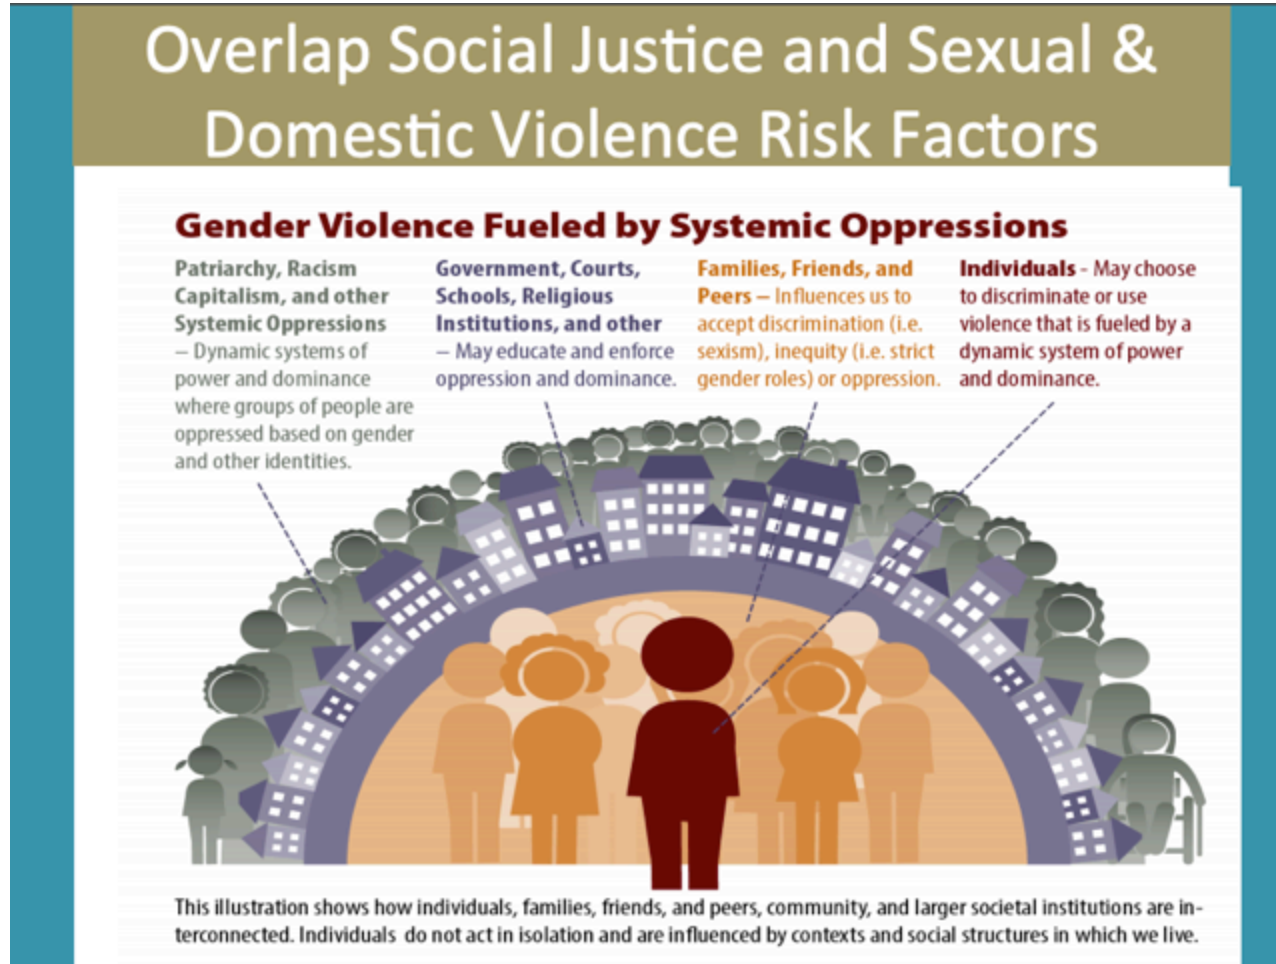 Overlap Social Justice and Sexual &
Domestic Violence Risk Factors
Gender Violence Fueled by Systemic Oppressions
Patriarchy, Racism
Capitalism, and other
Systemic Oppressions
– Dynamic systems of
power and dominance
where groups of people are
oppressed based on gender
and other identities.
Government, Courts,
Schools, Religious
Institutions, and other
– May educate and enforce
oppression and dominance.
Families, Friends, and
Peers – Influences us to
accept discrimination (i.e.
sexism), inequity (i.e. strict
gender roles) or oppression.
Individuals - May choose
to discriminate or use
violence that is fueled by a
dynamic system of power
and dominance.
This illustration shows how individuals, families, friends, and peers, community, and larger societal institutions are in-
terconnected. Individuals do not act in isolation and are influenced by contexts and social structures in which we live.